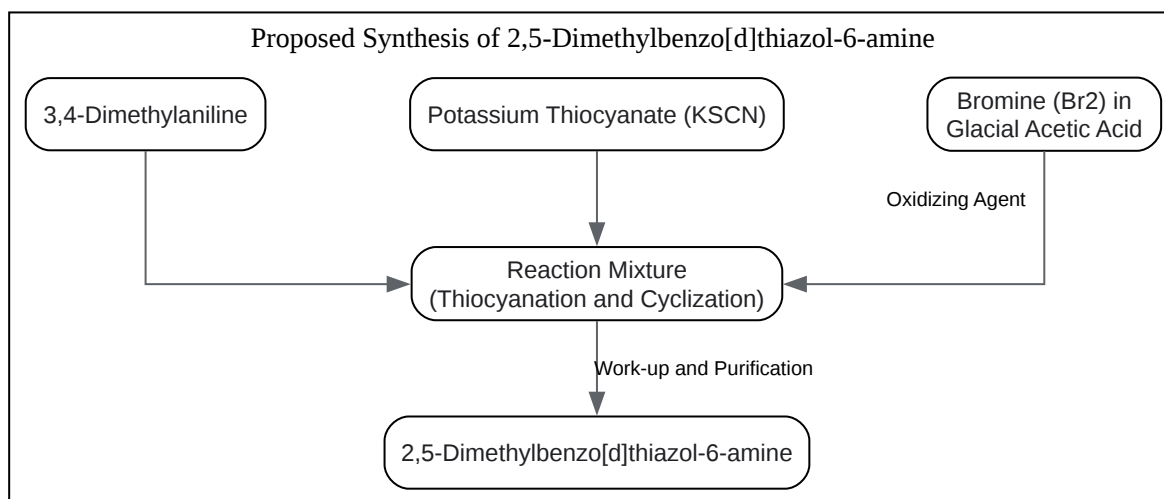 Proposed Synthesis of 2,5-Dimethylbenzo[d]thiazol-6-amine
3,4-Dimethylaniline
Potassium Thiocyanate (KSCN)
Bromine (Br2) in
Glacial Acetic Acid
Oxidizing Agent
Reaction Mixture
(Thiocyanation and Cyclization)
Work-up and Purification
2,5-Dimethylbenzo[d]thiazol-6-amine